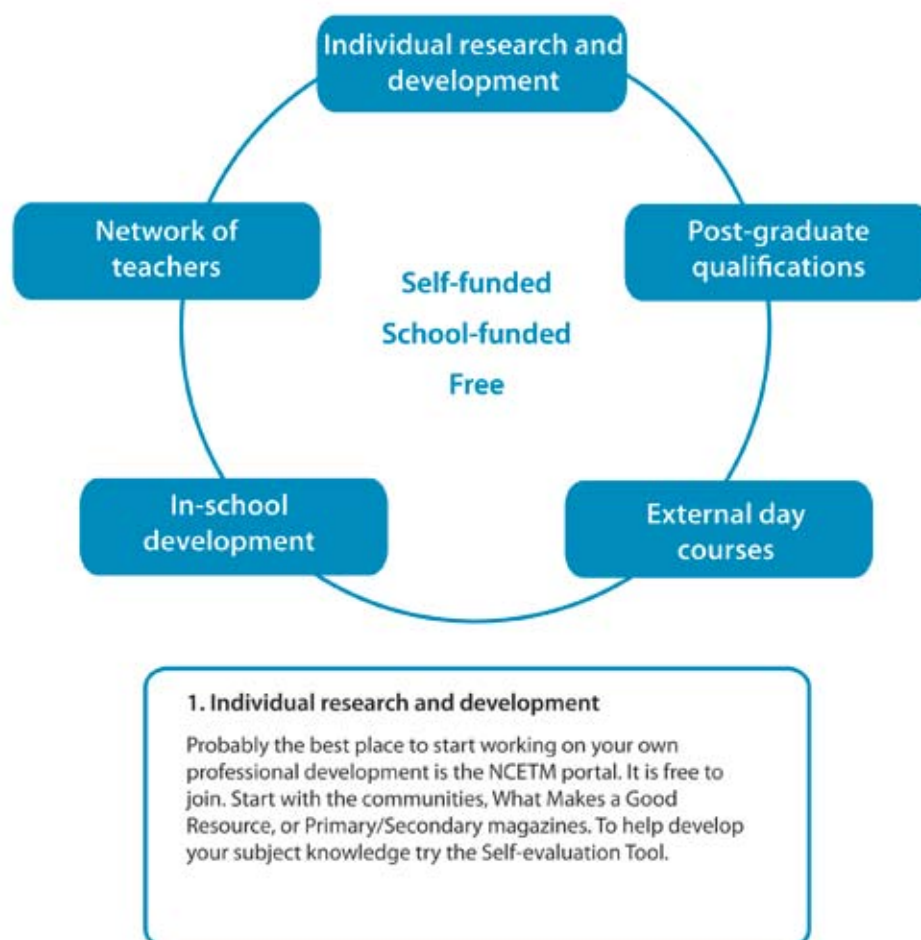 Individual research and
development
Network of
teachers
Post-graduate
qualifications
Self-funded
School-funded
Free
In-school
development
External day
courses
1. Individual research and development
Probably the best place to start working on your own
professional development is the NCETM portal. It is free to
join. Start with the communities, What Makes a Good
Resource, or Primary/Secondary magazines. To help develop
your subject knowledge try the Self-evaluation Tool.